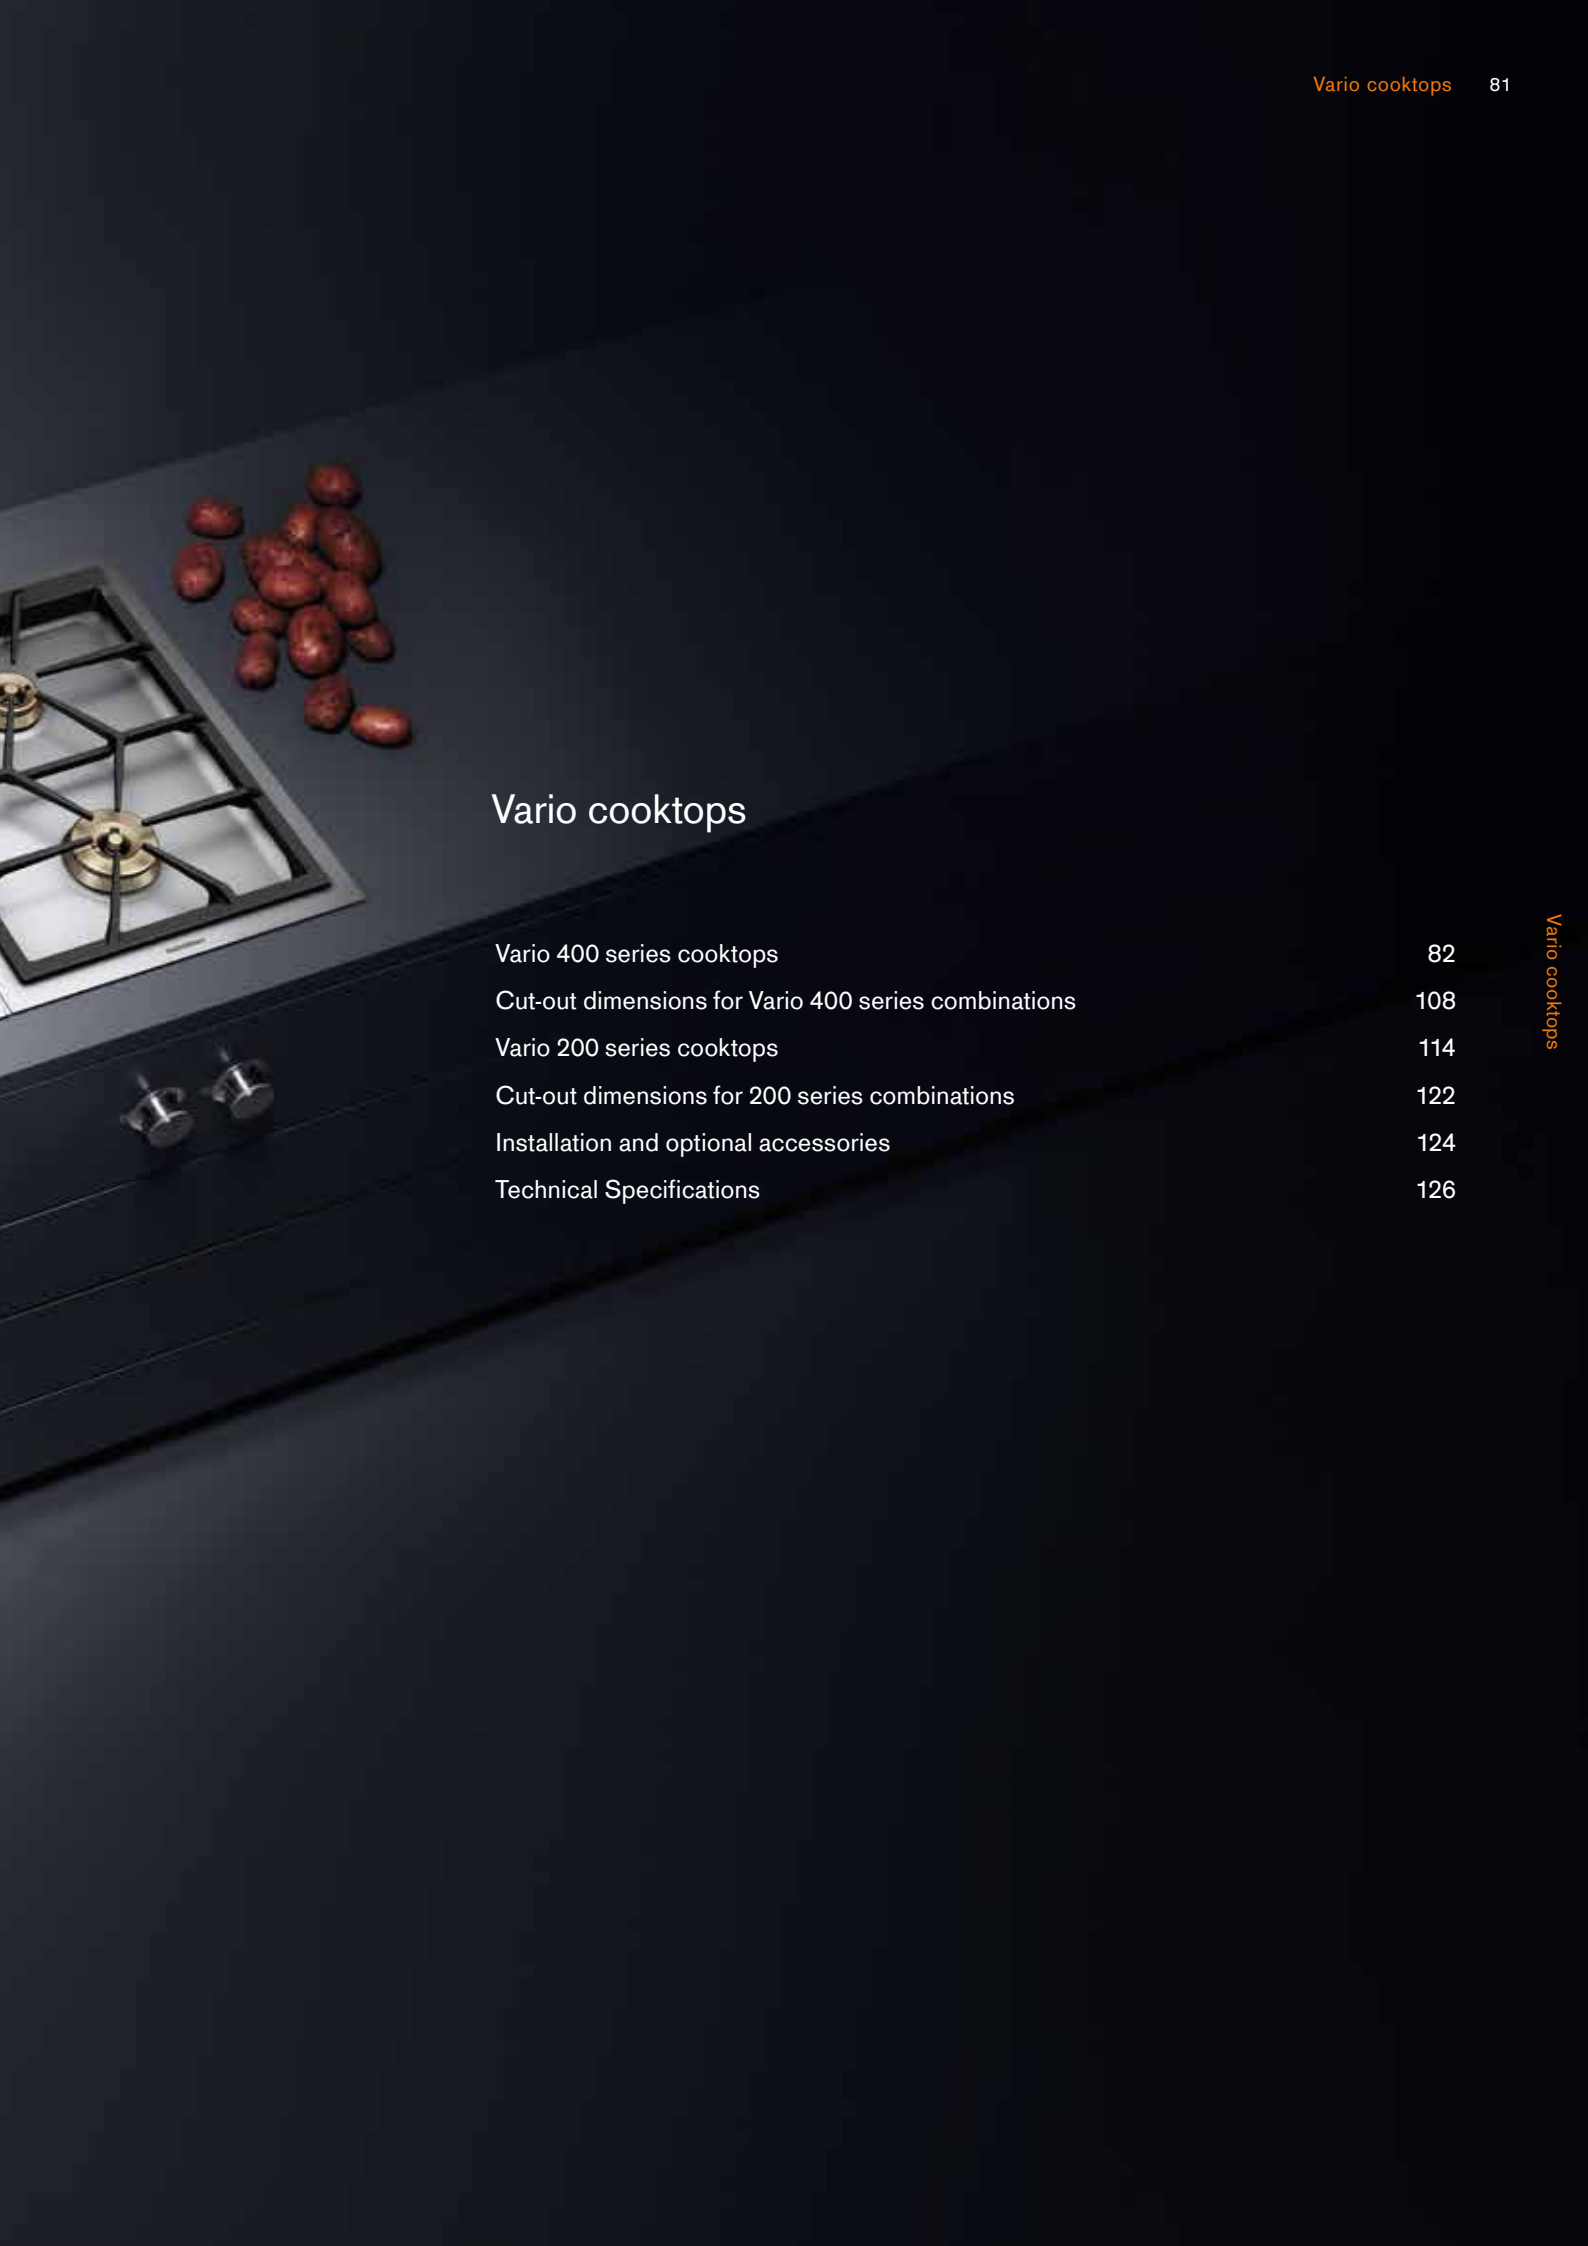 Vario cooktops 81
Vario cooktops
Vario 400 series cooktops 82
Cut-out dimensions for Vario 400 series combinations 108
Vario 200 series cooktops 114
Cut-out dimensions for 200 series combinations 122
Installation and optional accessories 124
Technical Specifications 126
Vario cooktops